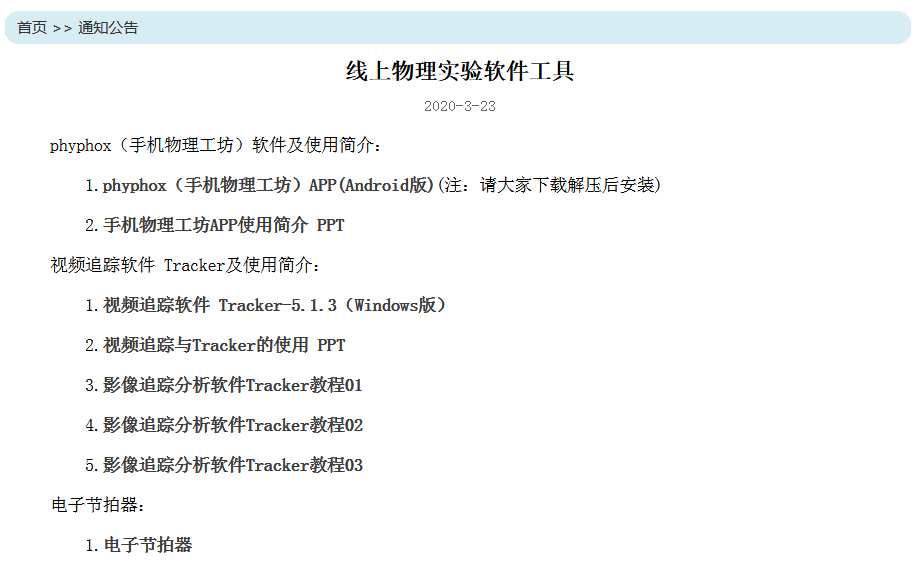 首页 >> 通知公告
线上物理实验软件工具
2020-3-23
phyphox（手机物理工坊）软件及使用简介：
1.phyphox（手机物理工坊）APP(Android版)(注：请大家下载解压后安装)
2.手机物理工坊APP使用简介 PPT
视频追踪软件 Tracker及使用简介：
1.视频追踪软件 Tracker-5.1.3（Windows版）
2.视频追踪与Tracker的使用 PPT
3.影像追踪分析软件Tracker教程01
4.影像追踪分析软件Tracker教程02
5.影像追踪分析软件Tracker教程03
电子节拍器：
1.电子节拍器